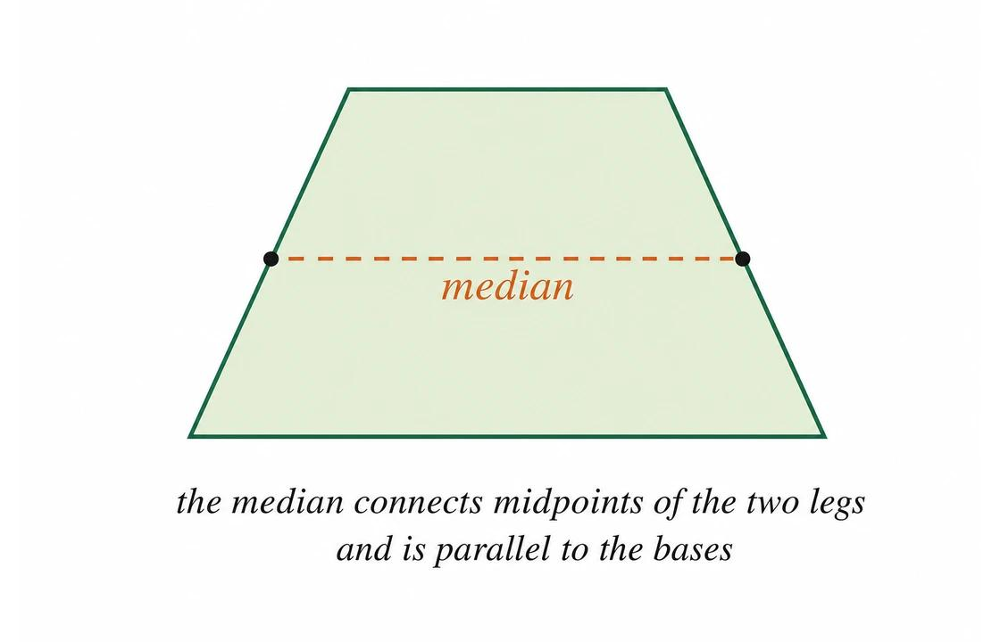 median
the median connects midpoints of the two legs
and is parallel to the bases